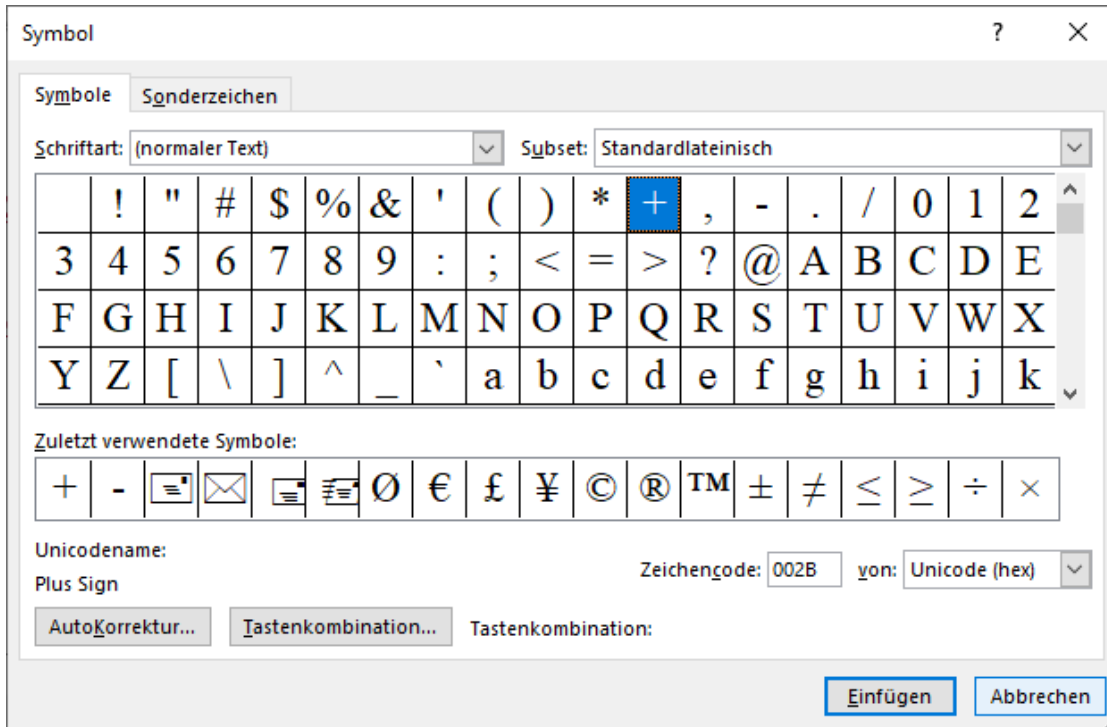 Symbol ? ×
Symbole Sonderzeichen
Schriftart: (normaler Text) Subset: Standardlateinisch
! " # $ % & ' ( ) * + , - . / 0 1 2
3 4 5 6 7 8 9 : ; < = > ? @ A B C D E
F G H I J K L M N O P Q R S T U V W X
Y Z [ \ ] ^ _ ` a b c d e f g h i j k
Zuletzt verwendete Symbole:
+ - 🖃 🖂 🖃 🖅 Ø € £ ¥ © ® ™ ± ≠ ≤ ≥ ÷ ×
Unicodename:
Plus Sign
Zeichencode: 002B von: Unicode (hex)
AutoKorrektur... Tastenkombination... Tastenkombination:
Einfügen Abbrechen